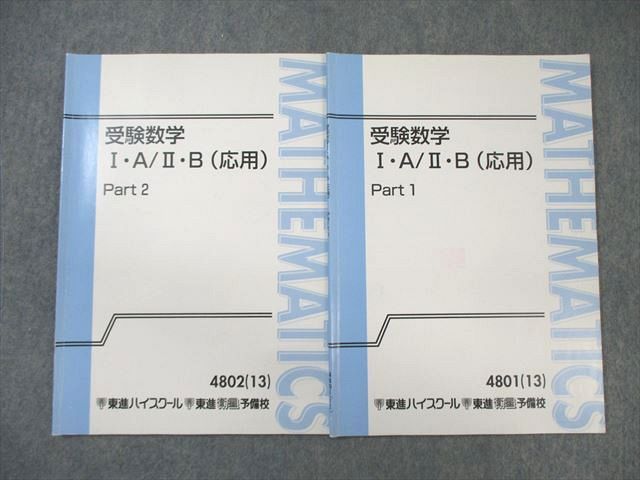 受験数学
Ⅰ・A/Ⅱ・B(応用)
Part 2
MATHEMATICS
4802(13)
東進ハイスクール 東進衛星予備校
受験数学
Ⅰ・A/Ⅱ・B(応用)
Part 1
MATHEMATICS
4801(13)
東進ハイスクール 東進衛星予備校